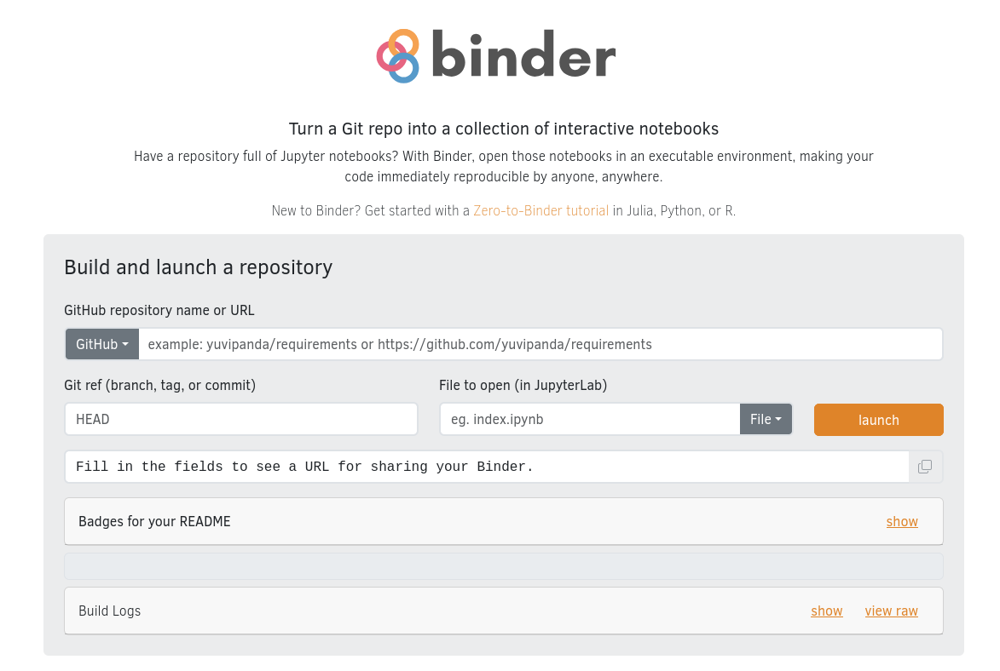 binder
Turn a Git repo into a collection of interactive notebooks
Have a repository full of Jupyter notebooks? With Binder, open those notebooks in an executable environment, making your
code immediately reproducible by anyone, anywhere.
New to Binder? Get started with a Zero-to-Binder tutorial in Julia, Python, or R.
Build and launch a repository
GitHub repository name or URL
GitHub example: yuvipanda/requirements or https://github.com/yuvipanda/requirements
Git ref (branch, tag, or commit) File to open (in JupyterLab)
HEAD eg. index.ipynb File launch
Fill in the fields to see a URL for sharing your Binder.
Badges for your README show
Build Logs show view raw